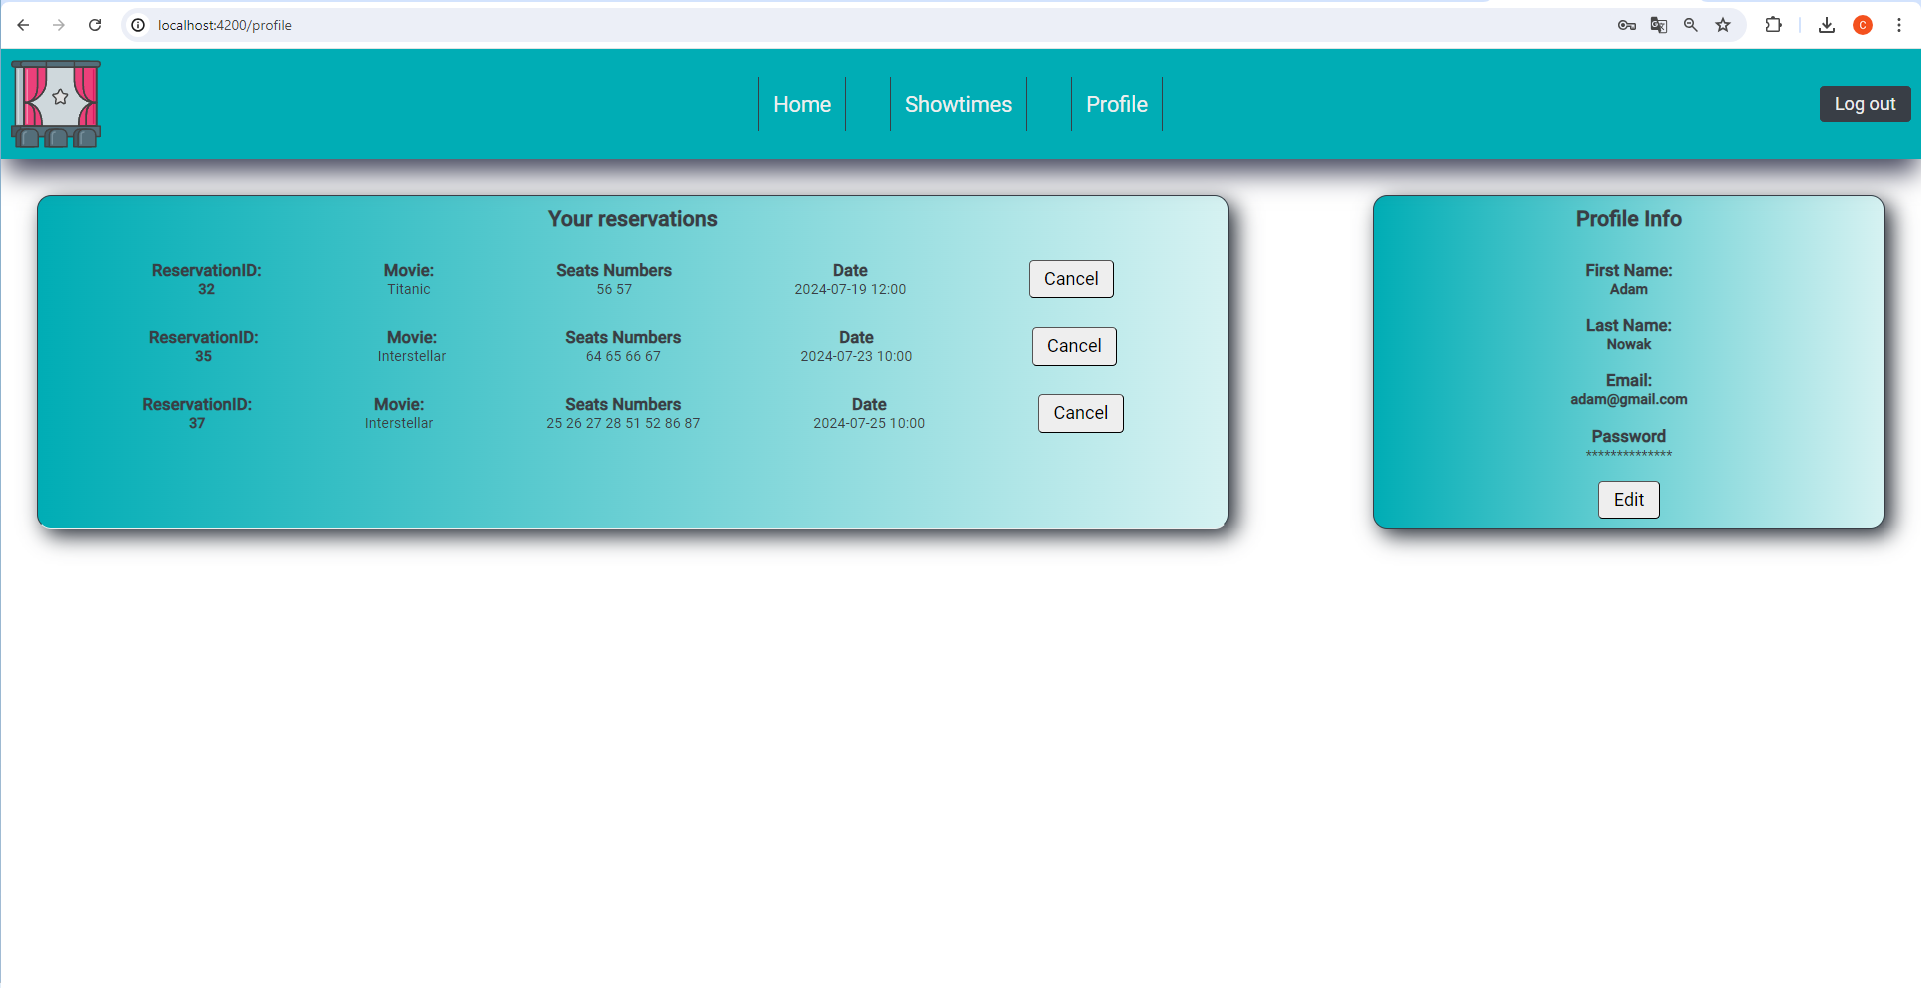 localhost:4200/profile
C
Home Showtimes Profile Log out
Your reservations
ReservationID: Movie: Seats Numbers Date Cancel
32 Titanic 56 57 2024-07-19 12:00
ReservationID: Movie: Seats Numbers Date Cancel
35 Interstellar 64 65 66 67 2024-07-23 10:00
ReservationID: Movie: Seats Numbers Date Cancel
37 Interstellar 25 26 27 28 51 52 86 87 2024-07-25 10:00
Profile Info
First Name:
Adam
Last Name:
Nowak
Email:
adam@gmail.com
Password
**************
Edit